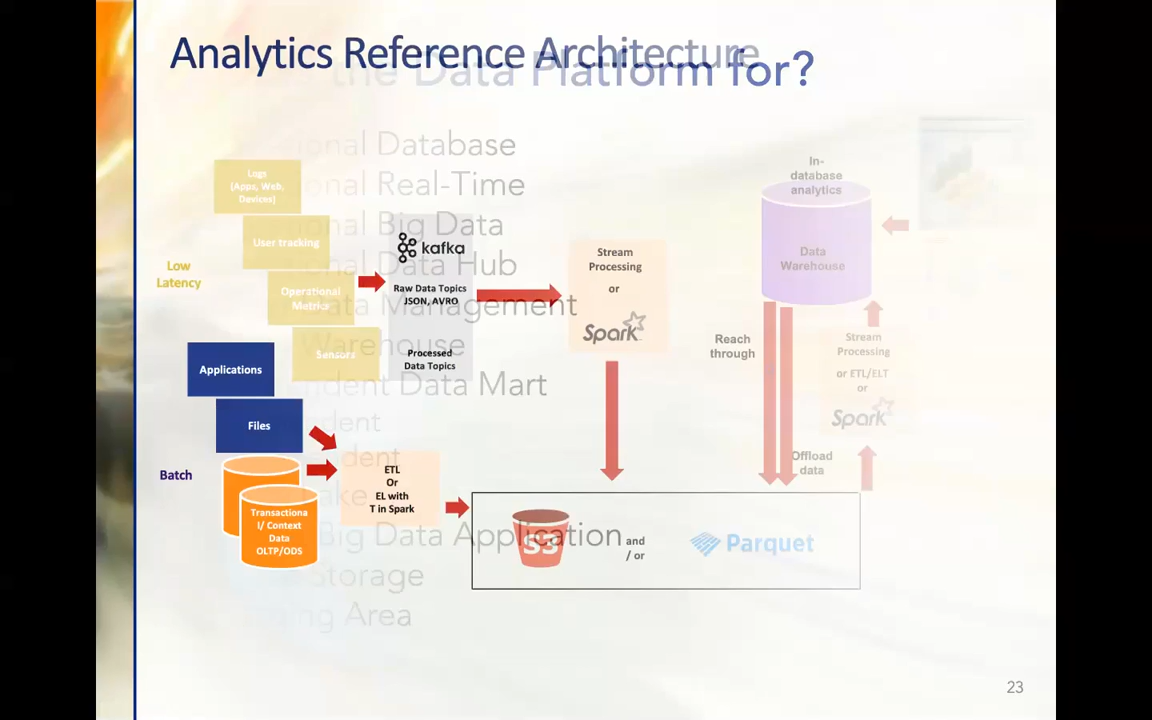 Analytics Reference Architecture
the Data Platform for?
Database
Real-Time
Big Data
Data Hub
Data Management
Warehouse
Data Mart
Big Data Application
Storage
Area
Logs
(Apps, Web,
Devices)
User tracking
Low
Latency
Operational
Metrics
Sensors
Applications
Files
Batch
Transactiona
l/ Context
Data
OLTP/ODS
kafka
Raw Data Topics
JSON, AVRO
Processed
Data Topics
ETL
Or
EL with
T in Spark
Stream
Processing
or
Spark
S3
and
/ or
Parquet
In-
database
analytics
Data
Warehouse
Reach
through
Stream
Processing
or ETL/ELT
or
Spark
Offload
data
23